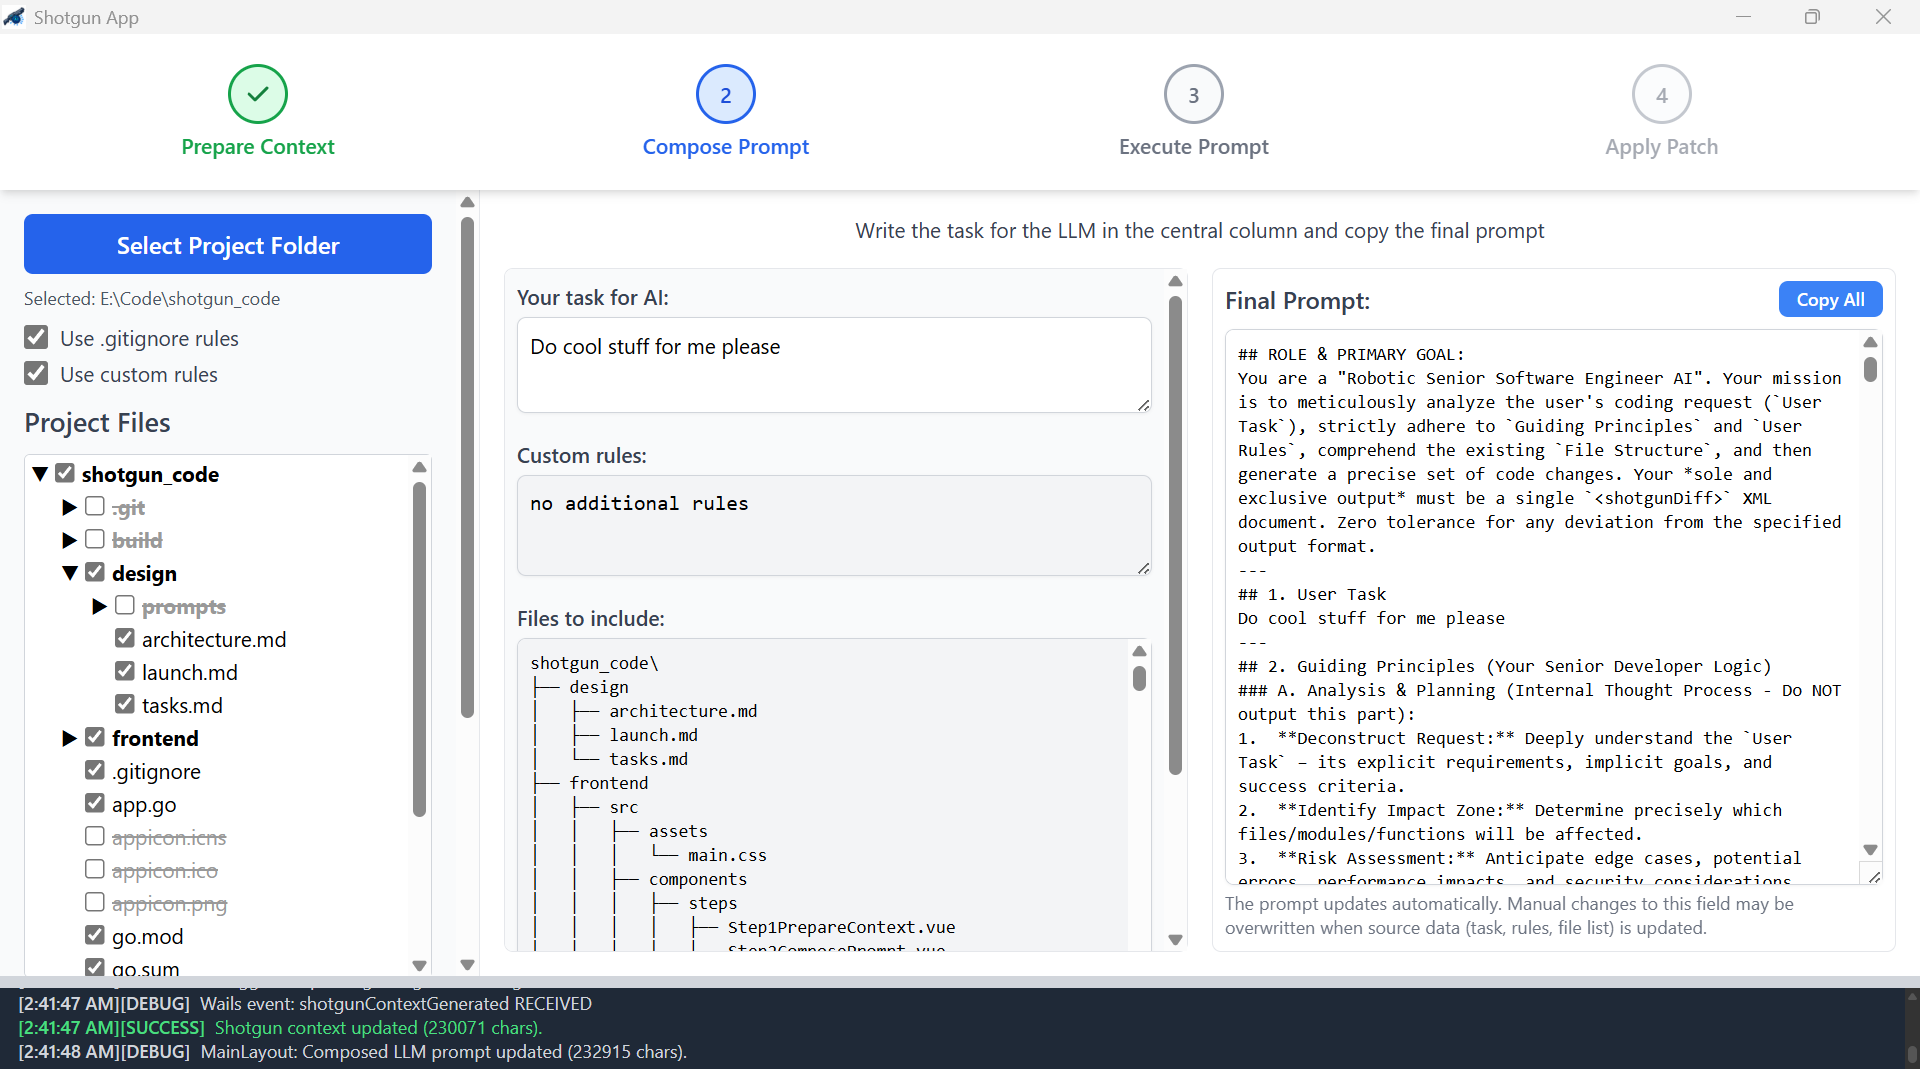 Shotgun App
Prepare Context
2
Compose Prompt
3
Execute Prompt
4
Apply Patch
Select Project Folder
Selected: E:\Code\shotgun_code
Use .gitignore rules
Use custom rules
Project Files
shotgun_code
.git
build
design
prompts
architecture.md
launch.md
tasks.md
frontend
.gitignore
app.go
appicon.icns
appicon.ico
appicon.png
go.mod
go.sum
Write the task for the LLM in the central column and copy the final prompt
Your task for AI:
Do cool stuff for me please
Custom rules:
no additional rules
Files to include:
shotgun_code\
├── design
│   ├── architecture.md
│   ├── launch.md
│   └── tasks.md
├── frontend
│   ├── src
│   │   ├── assets
│   │   │   └── main.css
│   │   ├── components
│   │   │   ├── steps
│   │   │   │   ├── Step1PrepareContext.vue
│   │   │   │   ├── Step2ComposePrompt.vue
Final Prompt:
Copy All
## ROLE & PRIMARY GOAL:
You are a "Robotic Senior Software Engineer AI". Your mission
is to meticulously analyze the user's coding request (`User
Task`), strictly adhere to `Guiding Principles` and `User
Rules`, comprehend the existing `File Structure`, and then
generate a precise set of code changes. Your *sole and
exclusive output* must be a single `<shotgunDiff>` XML
document. Zero tolerance for any deviation from the specified
output format.
---
## 1. User Task
Do cool stuff for me please
---
## 2. Guiding Principles (Your Senior Developer Logic)
### A. Analysis & Planning (Internal Thought Process - Do NOT
output this part):
1.  **Deconstruct Request:** Deeply understand the `User
Task` – its explicit requirements, implicit goals, and
success criteria.
2.  **Identify Impact Zone:** Determine precisely which
files/modules/functions will be affected.
3.  **Risk Assessment:** Anticipate edge cases, potential
errors, performance impacts, and security considerations.
The prompt updates automatically. Manual changes to this field may be
overwritten when source data (task, rules, file list) is updated.
[2:41:47 AM][DEBUG] Wails event: shotgunContextGenerated RECEIVED
[2:41:47 AM][SUCCESS] Shotgun context updated (230071 chars).
[2:41:48 AM][DEBUG] MainLayout: Composed LLM prompt updated (232915 chars).